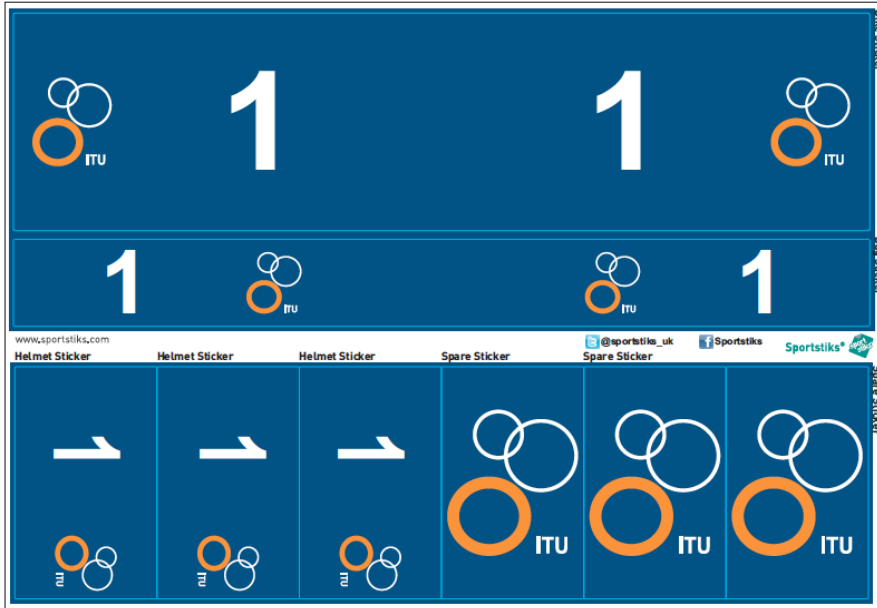 1 1
ITU ITU
1 1
ITU ITU
www.sportstiks.com @sportstiks_uk Sportstiks Sportstiks®
Helmet Sticker Helmet Sticker Helmet Sticker Spare Sticker Spare Sticker
1 1 1
ITU ITU ITU
ITU ITU ITU